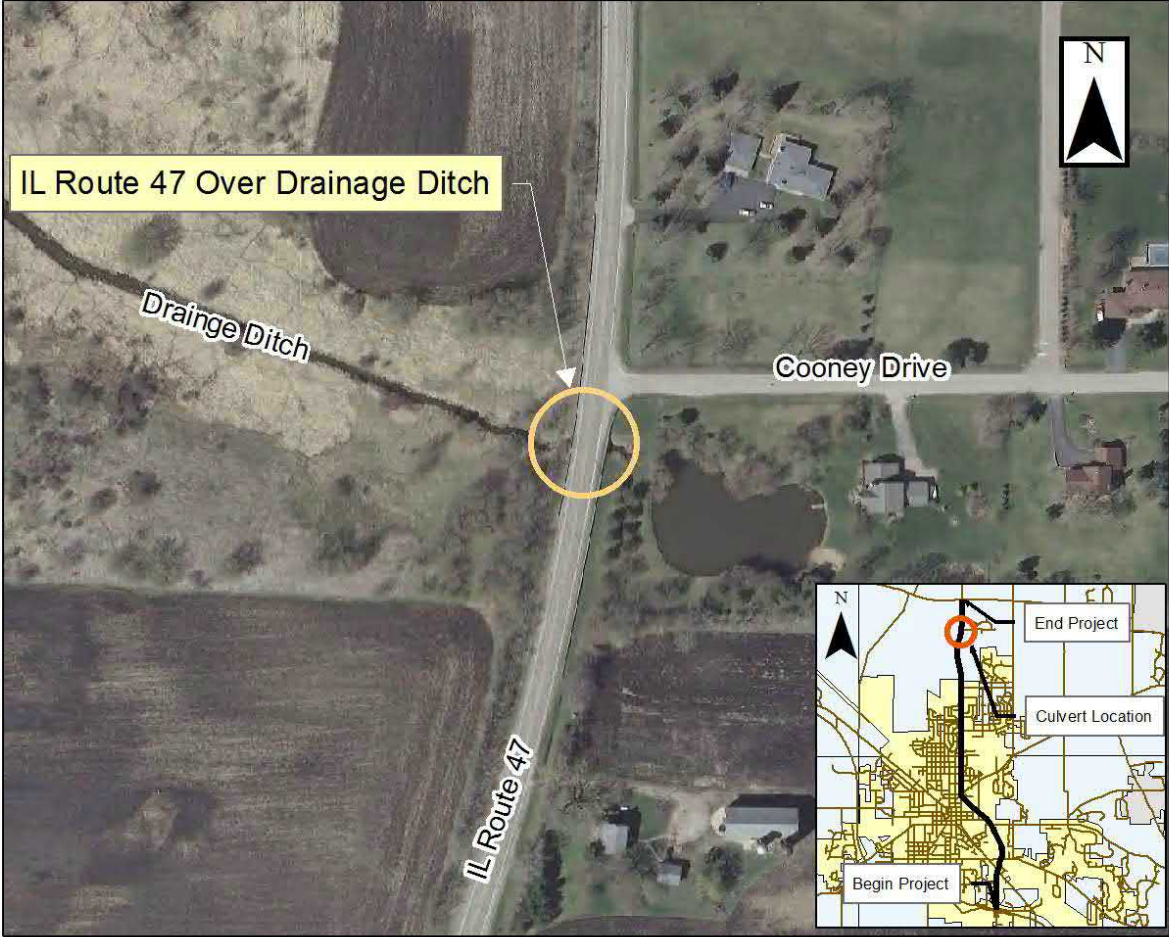 N
IL Route 47 Over Drainage Ditch
Drainge Ditch
Cooney Drive
IL Route 47
N
End Project
Culvert Location
Begin Project